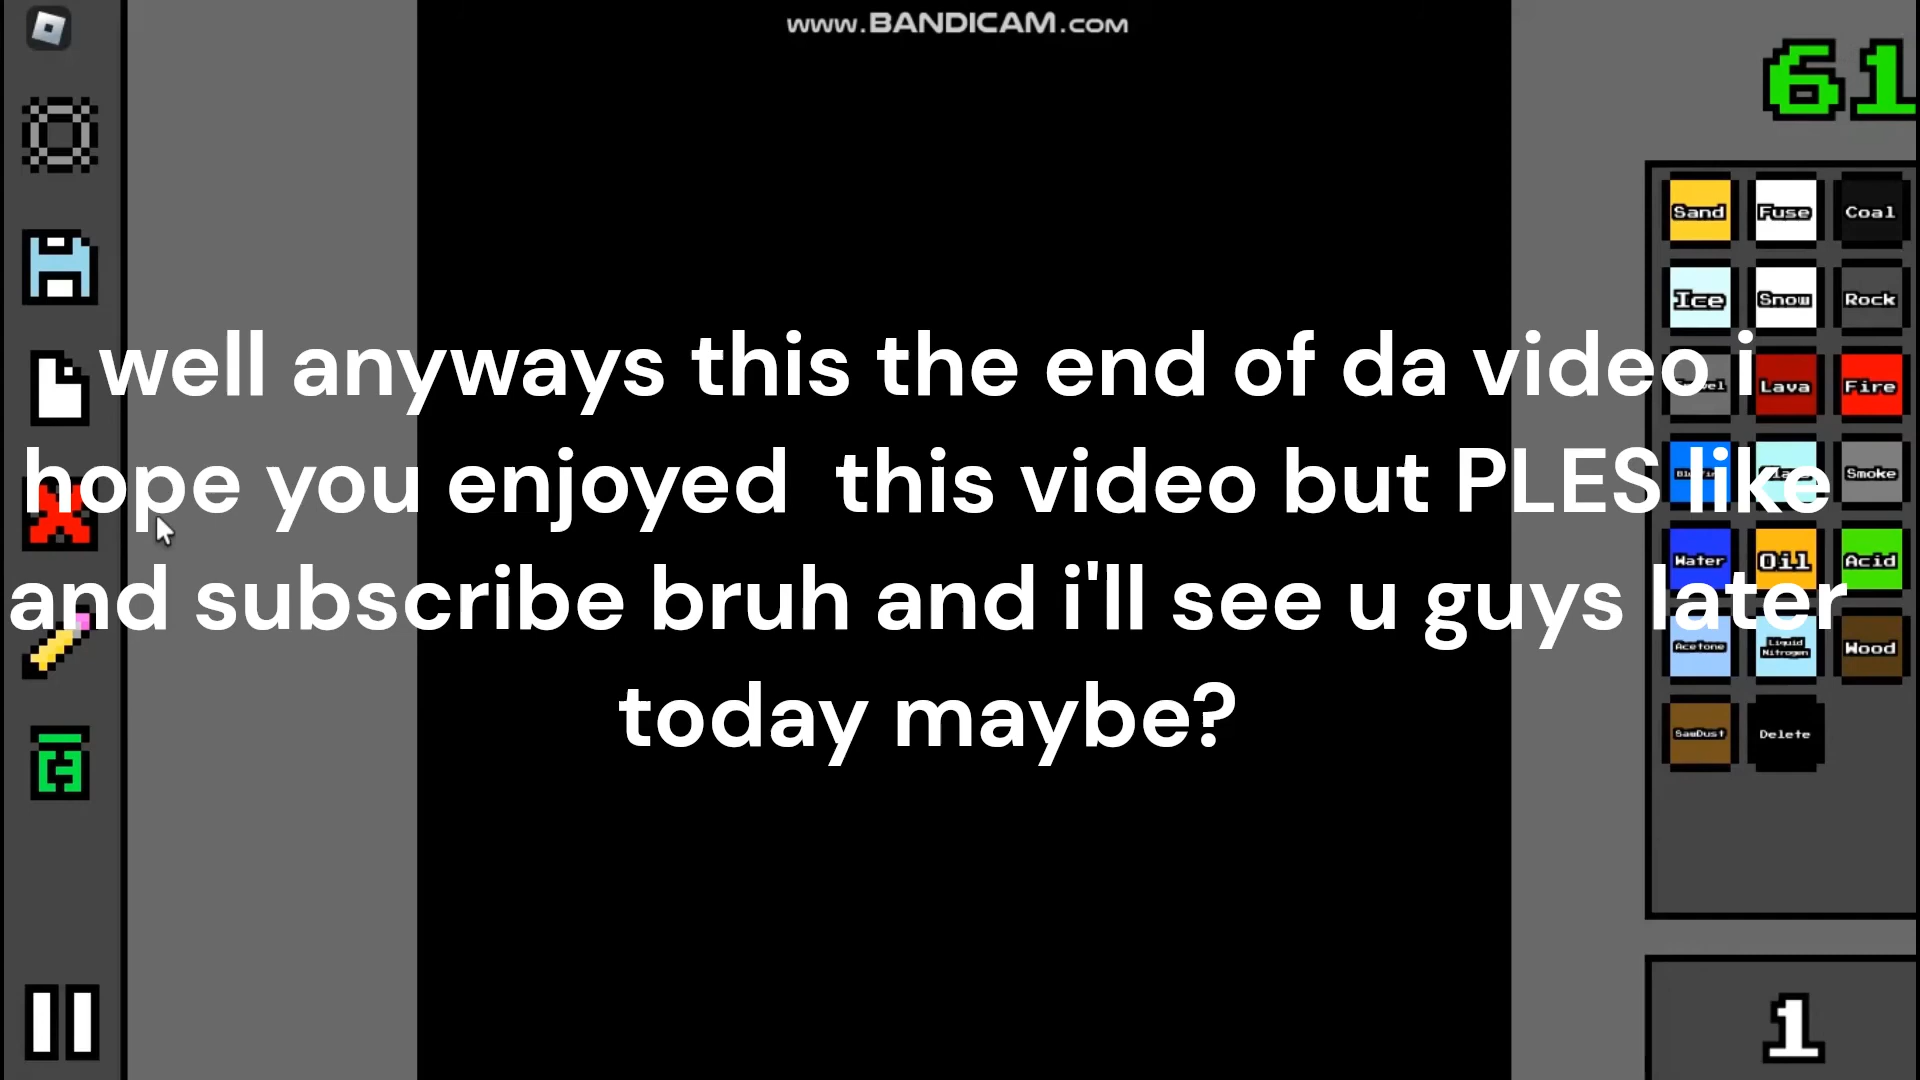 www.BANDICAM.com
61
Sand Fuse Coal
Ice Snow Rock
well anyways this the end of da video i
Lava Fire
hope you enjoyed  this video but PLES like
Smoke
Water Oil Acid
and subscribe bruh and i'll see u guys later
Acetone Liquid Nitrogen Wood
today maybe?
SawDust Delete
1